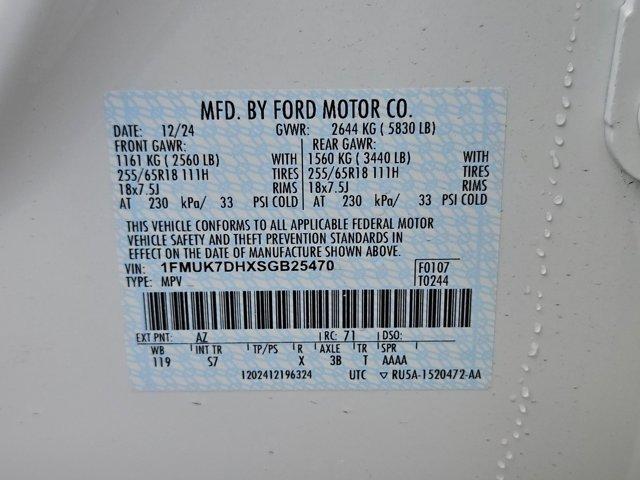 MFD. BY FORD MOTOR CO.
DATE: 12/24 GVWR: 2644 KG ( 5830 LB)
FRONT GAWR: REAR GAWR:
1161 KG ( 2560 LB) WITH 1560 KG ( 3440 LB) WITH
255/65R18 111H TIRES 255/65R18 111H TIRES
18x7.5J RIMS 18x7.5J RIMS
AT 230 kPa/ 33 PSI COLD AT 230 kPa/ 33 PSI COLD
THIS VEHICLE CONFORMS TO ALL APPLICABLE FEDERAL MOTOR
VEHICLE SAFETY AND THEFT PREVENTION STANDARDS IN
EFFECT ON THE DATE OF MANUFACTURE SHOWN ABOVE.
VIN: 1FMUK7DHXSGB25470 F0107
TYPE: MPV T0244
EXT PNT: AZ RC: 71 DSO:
WB INT TR TP/PS R AXLE TR SPR
119 S7 X 3B T AAAA
1202412196324 UTC ▽ RU5A-1520472-AA